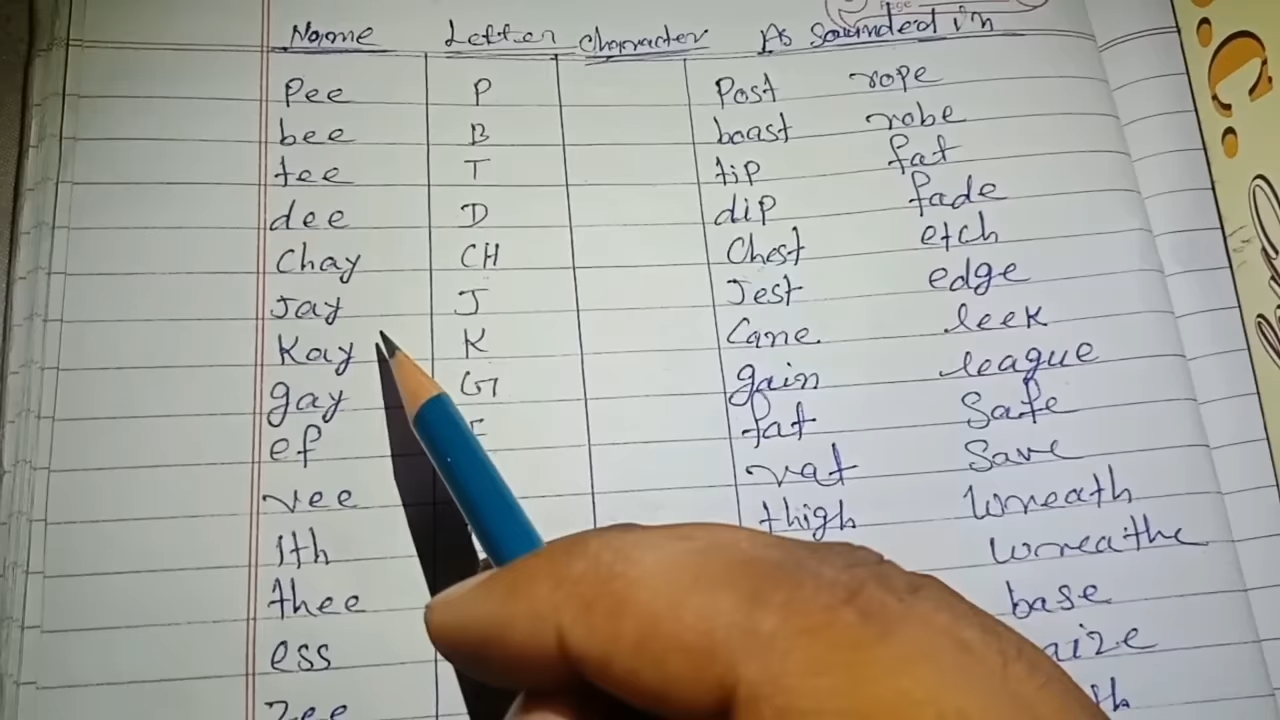 Page
Name Letter Character As sounded in
Pee P Post rope
bee B boast robe
tee T tip fat
dee D dip fade
Chay CH Chest etch
Jay J Jest edge
Kay K Cane leek
gay G gain league
ef F fat Safe
vee vat Save
ith thigh wreath
thee wreathe
ess base
Zee
C.